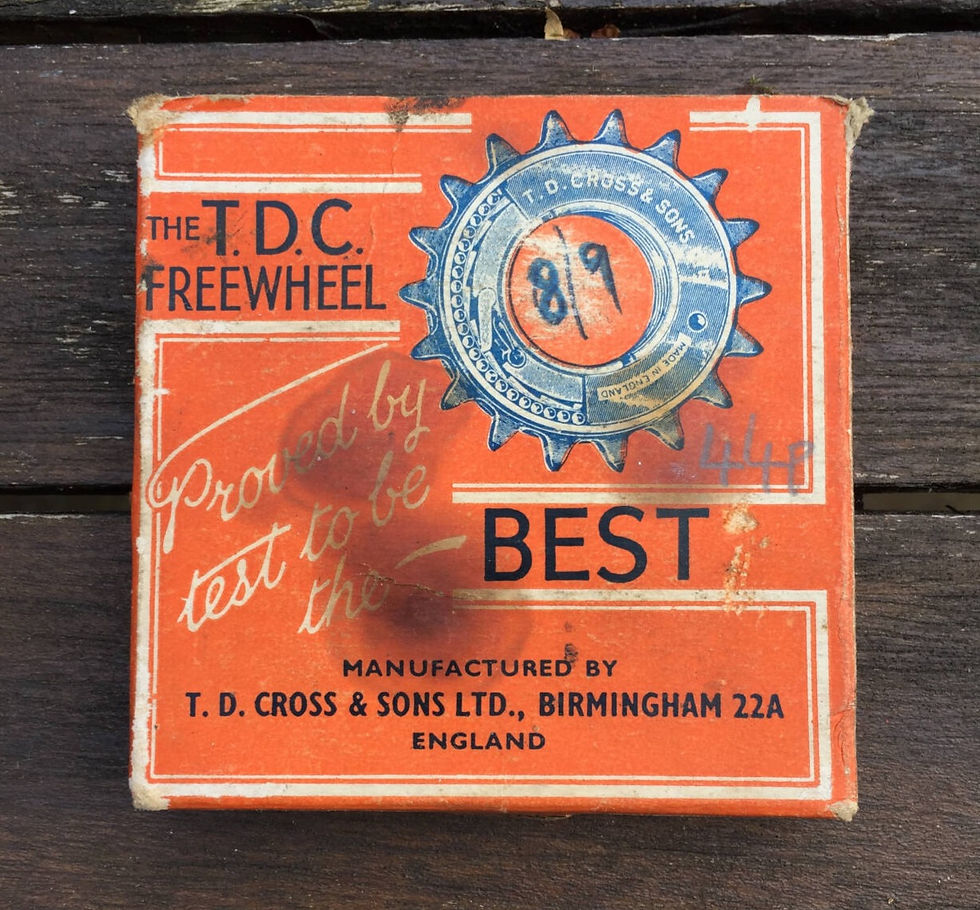 THE T.D.C.
FREEWHEEL
T. D. CROSS & SONS
8/9
MADE IN ENGLAND
Proved by
test to be
the
BEST
MANUFACTURED BY
T. D. CROSS & SONS LTD., BIRMINGHAM 22A
ENGLAND